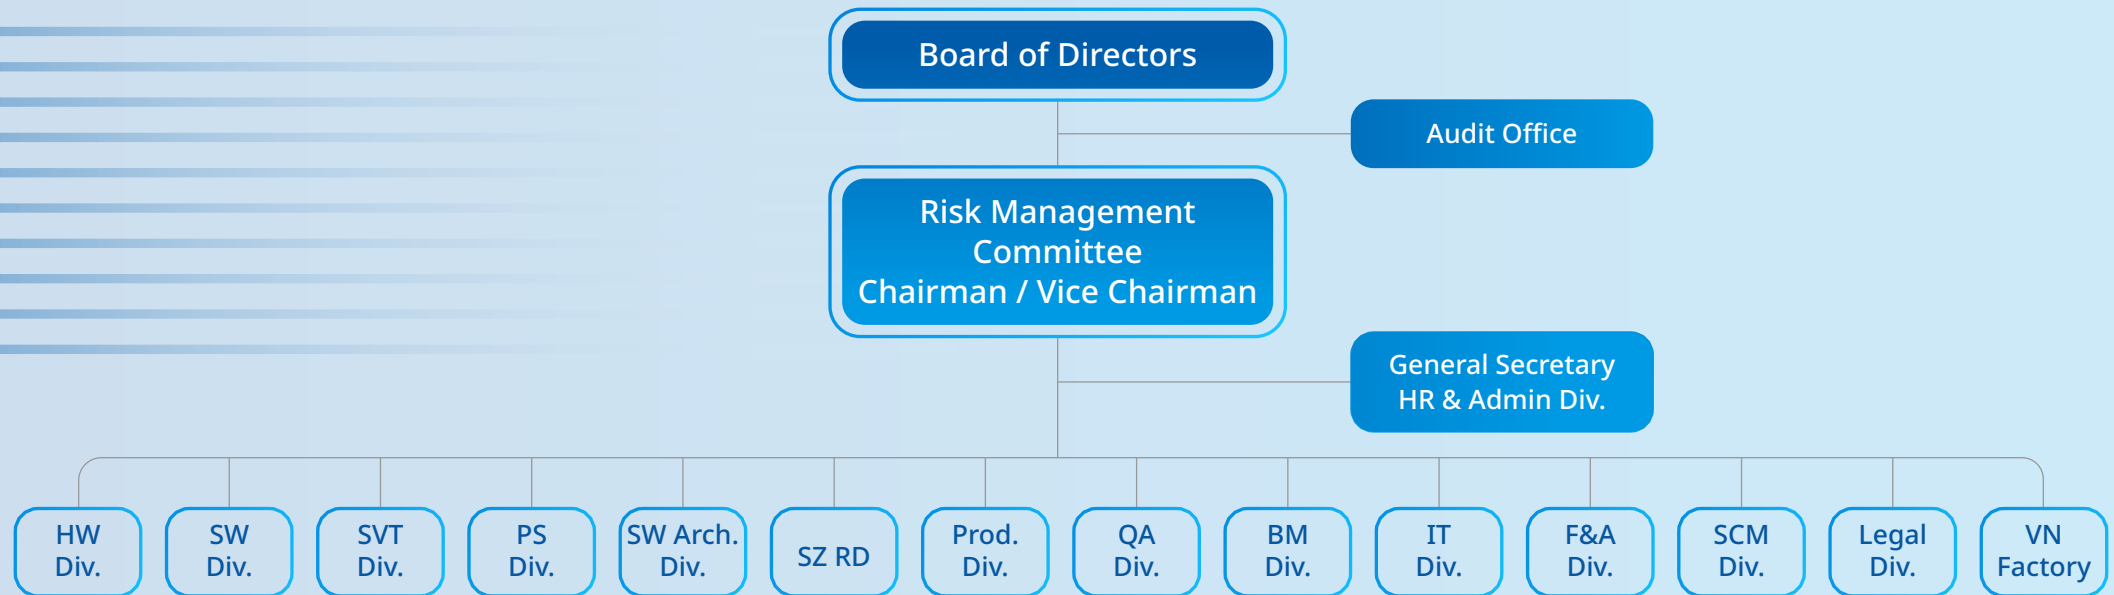 Board of Directors
Audit Office
Risk Management
Committee
Chairman / Vice Chairman
General Secretary
HR & Admin Div.
HW
Div.
SW
Div.
SVT
Div.
PS
Div.
SW Arch.
Div.
SZ RD
Prod.
Div.
QA
Div.
BM
Div.
IT
Div.
F&A
Div.
SCM
Div.
Legal
Div.
VN
Factory